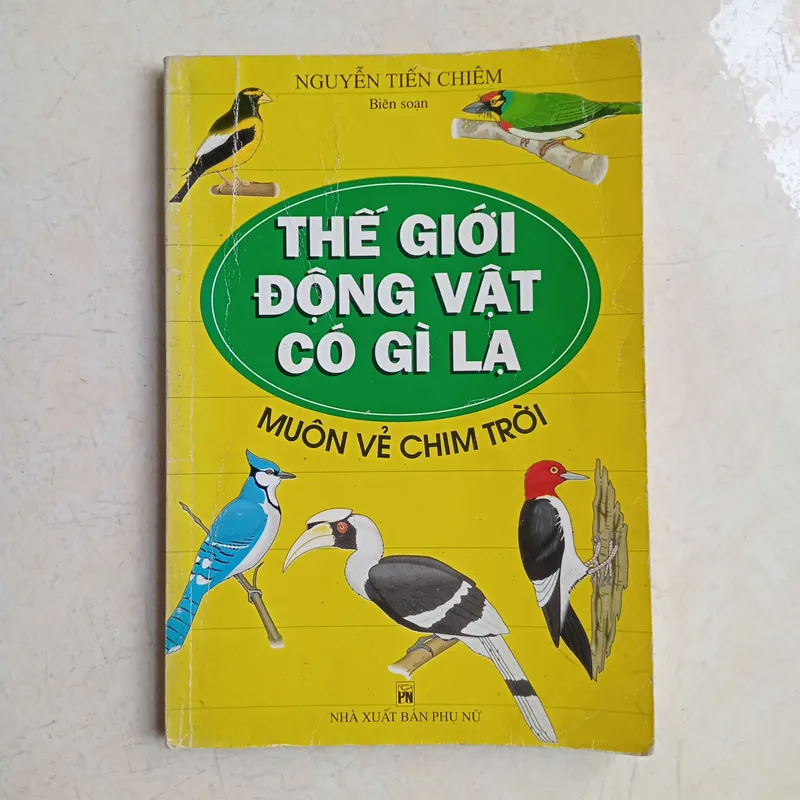 NGUYỄN TIẾN CHIÊM
Biên soạn
THẾ GIỚI
ĐỘNG VẬT
CÓ GÌ LẠ
MUÔN VẺ CHIM TRỜI
PN
NHÀ XUẤT BẢN PHỤ NỮ